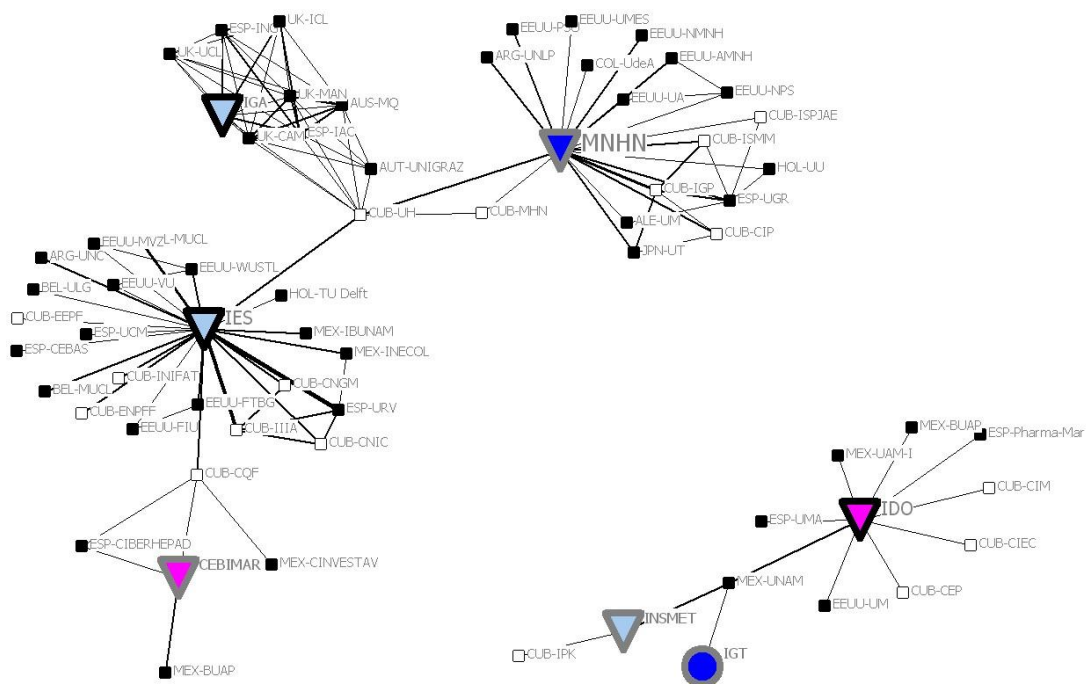 UK-ICL
ESP-ING
UK-UCL
UK-MAN
IGA
AUS-MQ
ESP-IAC
UK-CAM
AUT-UNIGRAZ
CUB-UH
CUB-MHN
EEUU-PSU
EEUU-UMES
EEUU-NMNH
ARG-UNLP
COL-UdeA
EEUU-AMNH
EEUU-UA
EEUU-NPS
CUB-ISPJAE
MNHN
CUB-ISMM
HOL-UU
CUB-IGP
ESP-UGR
ALE-UM
CUB-CIP
JPN-UT
EEUU-MVZ
L-MUCL
ARG-UNC
EEUU-WUSTL
BEL-ULG
EEUU-VU
HOL-TU Delft
CUB-EEPF
IES
ESP-UCM
MEX-IBUNAM
ESP-CEBAS
MEX-INECOL
CUB-INIFAT
CUB-CNGM
BEL-MUCL
EEUU-FTBG
ESP-URV
CUB-ENPFF
EEUU-FIU
CUB-IIIA
CUB-CNIC
CUB-CQF
ESP-CIBERHEPAD
CEBIMAR
MEX-CINVESTAV
MEX-BUAP
MEX-BUAP
ESP-Pharma-Mar
MEX-UAM-I
CUB-CIM
IDO
ESP-UMA
CUB-CIEC
MEX-UNAM
CUB-CEP
EEUU-UM
INSMET
CUB-IPK
IGT